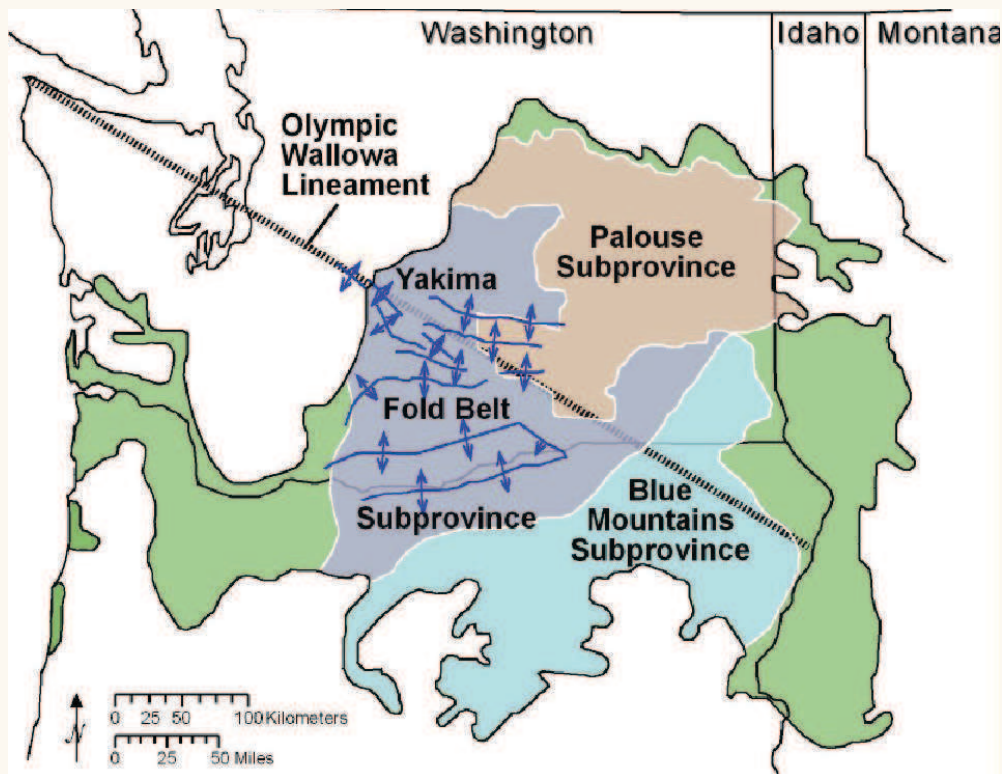 Washington
Idaho
Montana
Olympic
Wallowa
Lineament
Palouse
Subprovince
Yakima
Fold Belt
Subprovince
Blue
Mountains
Subprovince
N
0 25 50 100 Kilometers
0 25 50 Miles